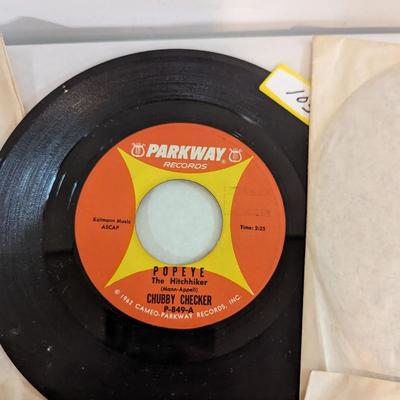 PARKWAY
RECORDS
Kalmann Music
ASCAP
Time: 2:25
POPEYE
The Hitchhiker
(Mann-Appell)
CHUBBY CHECKER
P-849-A
© 1962 CAMEO-PARKWAY RECORDS, INC.